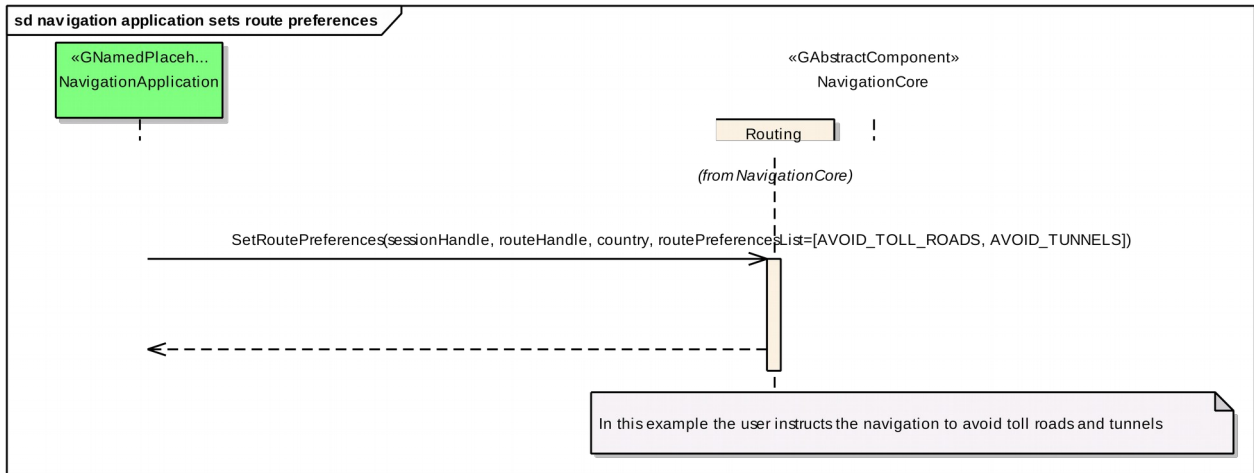 sd navigation application sets route preferences
«GNamedPlaceh...
NavigationApplication
«GAbstractComponent»
NavigationCore
Routing
(from NavigationCore)
SetRoutePreferences(sessionHandle, routeHandle, country, routePreferencesList=[AVOID_TOLL_ROADS, AVOID_TUNNELS])
In this example the user instructs the navigation to avoid toll roads and tunnels